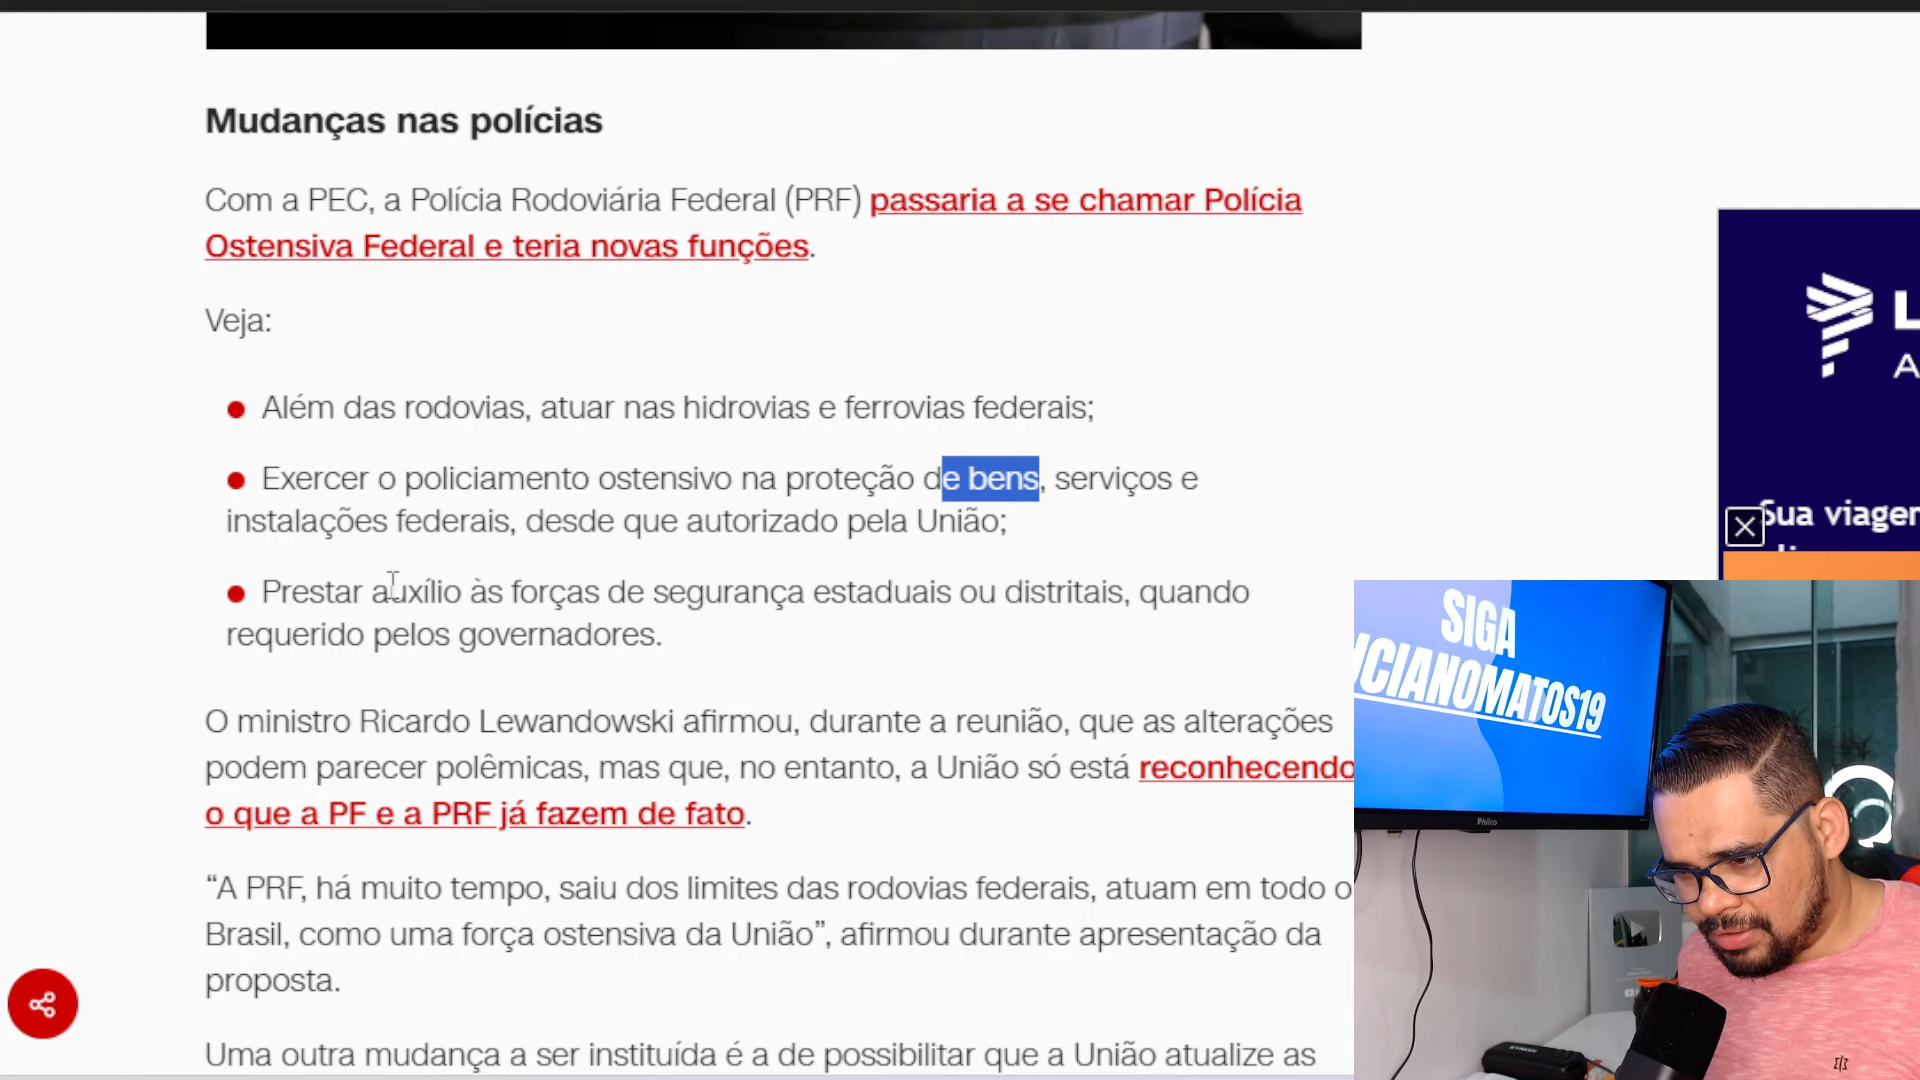 Mudanças nas polícias
Com a PEC, a Polícia Rodoviária Federal (PRF) passaria a se chamar Polícia
Ostensiva Federal e teria novas funções.
Veja:
Além das rodovias, atuar nas hidrovias e ferrovias federais;
Exercer o policiamento ostensivo na proteção de bens, serviços e
instalações federais, desde que autorizado pela União;
Prestar auxílio às forças de segurança estaduais ou distritais, quando
requerido pelos governadores.
O ministro Ricardo Lewandowski afirmou, durante a reunião, que as alterações
podem parecer polêmicas, mas que, no entanto, a União só está reconhecendo
o que a PF e a PRF já fazem de fato.
“A PRF, há muito tempo, saiu dos limites das rodovias federais, atuam em todo o
Brasil, como uma força ostensiva da União”, afirmou durante apresentação da
proposta.
Uma outra mudança a ser instituída é a de possibilitar que a União atualize as
L
A
Sua viagem
SIGA
UCIANOMATOS19
Philco